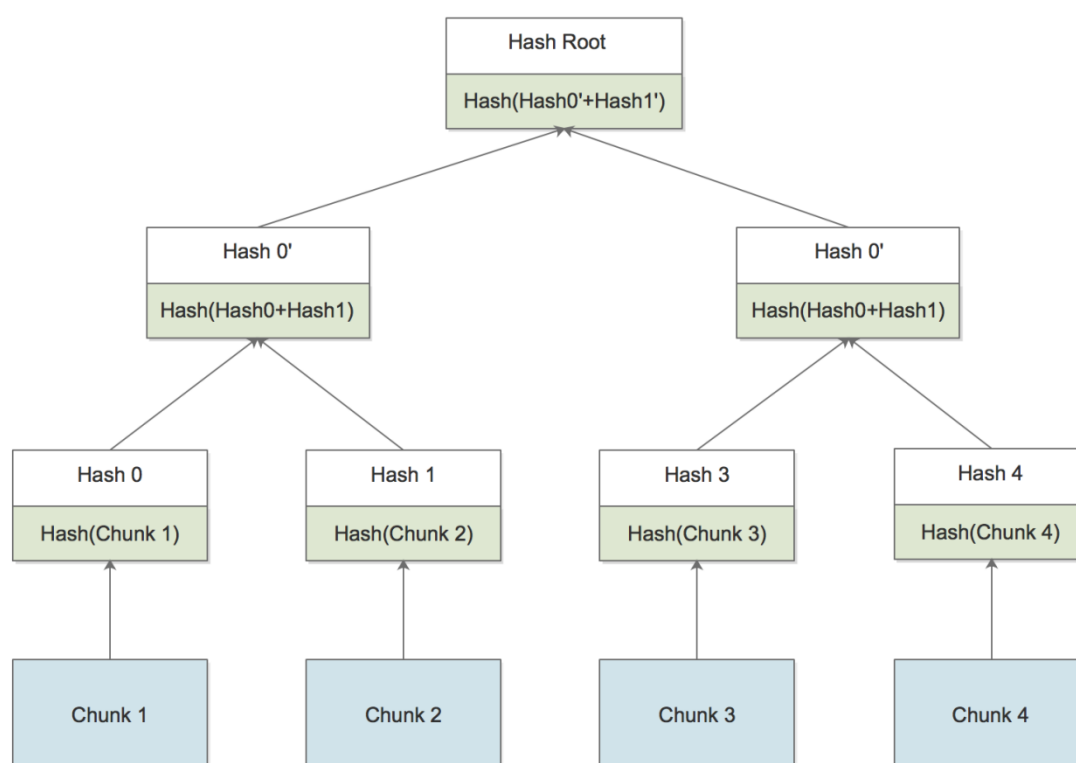 Hash Root
Hash(Hash0'+Hash1')
Hash 0'
Hash(Hash0+Hash1)
Hash 0'
Hash(Hash0+Hash1)
Hash 0
Hash(Chunk 1)
Hash 1
Hash(Chunk 2)
Hash 3
Hash(Chunk 3)
Hash 4
Hash(Chunk 4)
Chunk 1
Chunk 2
Chunk 3
Chunk 4